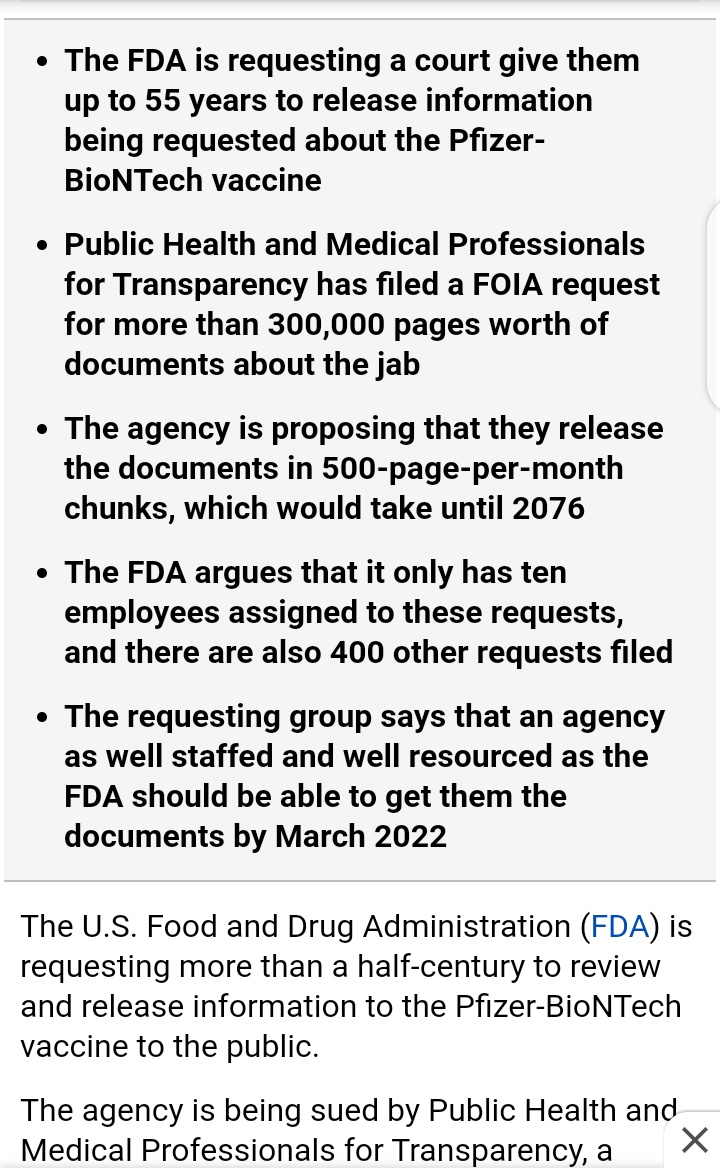 • The FDA is requesting a court give them
up to 55 years to release information
being requested about the Pfizer-
BioNTech vaccine
• Public Health and Medical Professionals
for Transparency has filed a FOIA request
for more than 300,000 pages worth of
documents about the jab
• The agency is proposing that they release
the documents in 500-page-per-month
chunks, which would take until 2076
• The FDA argues that it only has ten
employees assigned to these requests,
and there are also 400 other requests filed
• The requesting group says that an agency
as well staffed and well resourced as the
FDA should be able to get them the
documents by March 2022
The U.S. Food and Drug Administration (FDA) is
requesting more than a half-century to review
and release information to the Pfizer-BioNTech
vaccine to the public.
The agency is being sued by Public Health and
Medical Professionals for Transparency, a